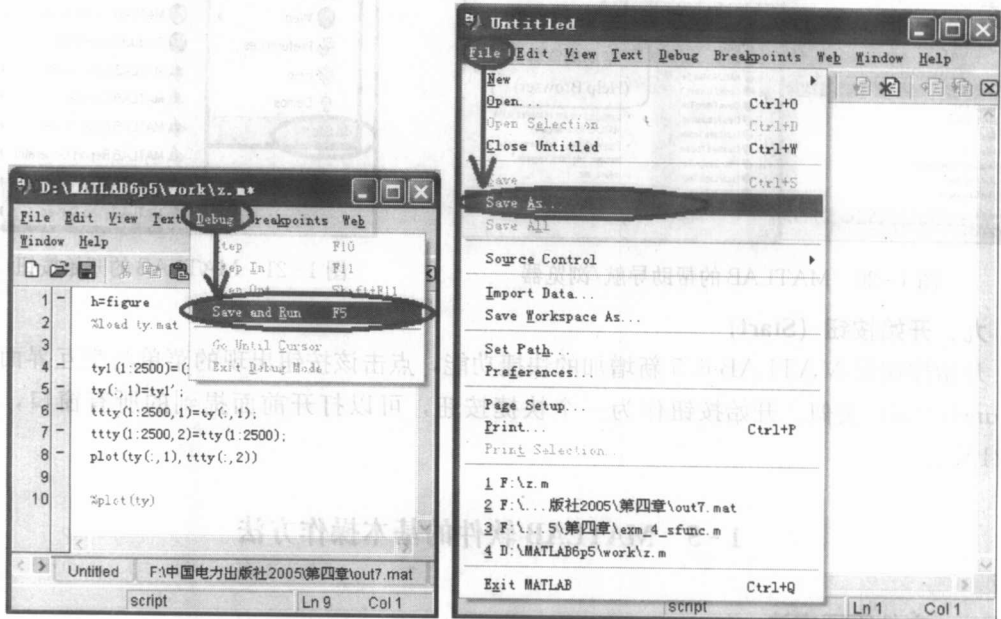 D:\MATLAB6p5\work\z.m*
File Edit View Text Debug Breakpoints Web
Window Help
Step F10
Step In F11
Step Out Shift+F11
Save and Run F5
Go Until Cursor
Exit Debug Mode
1 - h=figure
2 %load ty.mat
3
4 - ty1(1:2500)=(
5 - ty(:,1)=ty1';
6 - ttty(:2500,1)=ty(:,1);
7 - ttty(1:2500,2)=tty(1:2500);
8 - plot(ty(:,1),ttty(:,2))
9
10 %plot(ty)
Untitled F:\中国电力出版社2005\第四章\out7.mat
script Ln 9 Col 1
Untitled
File Edit View Text Debug Breakpoints Web Window Help
New
Open... Ctrl+O
Open Selection Ctrl+D
Close Untitled Ctrl+W
Save Ctrl+S
Save As...
Save All
Source Control
Import Data...
Save Workspace As...
Set Path...
Preferences...
Page Setup...
Print... Ctrl+P
Print Selection...
1 F:\z.m
2 F:\...版社2005\第四章\out7.mat
3 F:\...5\第四章\exm4_sfunc.m
4 D:\MATLAB6p5\work\z.m
Exit MATLAB Ctrl+Q
script Ln 1 Col 1